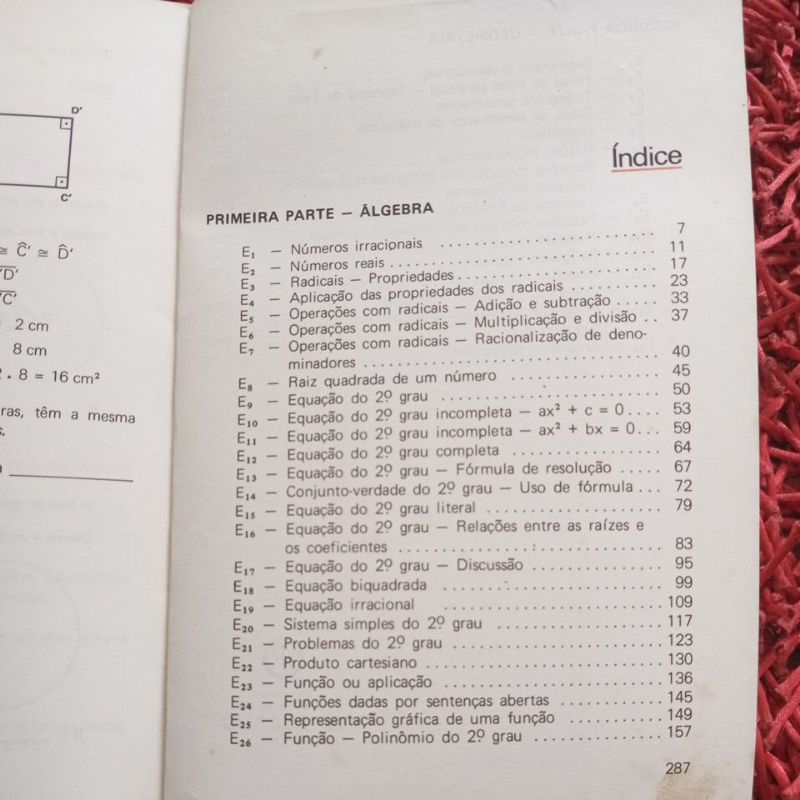 D'
C'
≅ Ĉ' ≅ D̂'
'D'
'C'
2 cm
8 cm
. 8 = 16 cm²
ras, têm a mesma
Índice
PRIMEIRA PARTE — ÁLGEBRA
E₁ — Números irracionais .......... 7
E₂ — Números reais .......... 11
E₃ — Radicais — Propriedades .......... 17
E₄ — Aplicação das propriedades dos radicais .......... 23
E₅ — Operações com radicais — Adição e subtração ..... 33
E₆ — Operações com radicais — Multiplicação e divisão .. 37
E₇ — Operações com radicais — Racionalização de deno-
minadores .......... 40
E₈ — Raiz quadrada de um número .......... 45
E₉ — Equação do 2º grau .......... 50
E₁₀ — Equação do 2º grau incompleta — ax² + c = 0 .... 53
E₁₁ — Equação do 2º grau incompleta — ax² + bx = 0... 59
E₁₂ — Equação do 2º grau completa .......... 64
E₁₃ — Equação do 2º grau — Fórmula de resolução ..... 67
E₁₄ — Conjunto-verdade do 2º grau — Uso de fórmula ... 72
E₁₅ — Equação do 2º grau literal .......... 79
E₁₆ — Equação do 2º grau — Relações entre as raízes e
os coeficientes .......... 83
E₁₇ — Equação do 2º grau — Discussão .......... 95
E₁₈ — Equação biquadrada .......... 99
E₁₉ — Equação irracional .......... 109
E₂₀ — Sistema simples do 2º grau .......... 117
E₂₁ — Problemas do 2º grau .......... 123
E₂₂ — Produto cartesiano .......... 130
E₂₃ — Função ou aplicação .......... 136
E₂₄ — Funções dadas por sentenças abertas .......... 145
E₂₅ — Representação gráfica de uma função .......... 149
E₂₆ — Função — Polinômio do 2º grau .......... 157
287